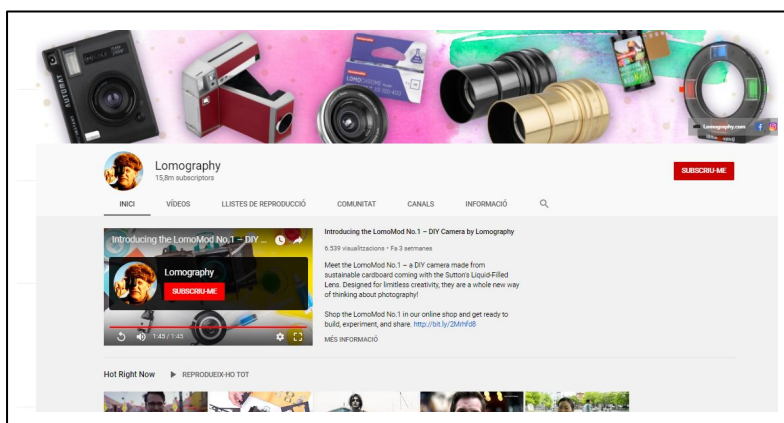 AUTOMAT
LOMOCHROME
Lomography.com
Lomography
15,8m subscriptors
SUBSCRIU-ME
INICI VÍDEOS LLISTES DE REPRODUCCIÓ COMUNITAT CANALS INFORMACIÓ
Introducing the LomoMod No.1 – DIY ...
Lomography
SUBSCRIU-ME
1:45 / 1:45
Introducing the LomoMod No.1 – DIY Camera by Lomography
6.539 visualitzacions • Fa 3 setmanes
Meet the LomoMod No.1 – a DIY camera made from
sustainable cardboard coming with the Sutton's Liquid-Filled
Lens. Designed for limitless creativity, they are a whole new way
of thinking about photography!
Shop the LomoMod No.1 in our online shop and get ready to
build, experiment, and share. http://bit.ly/2Mrhfd8
MÉS INFORMACIÓ
Hot Right Now REPRODUEIX-HO TOT